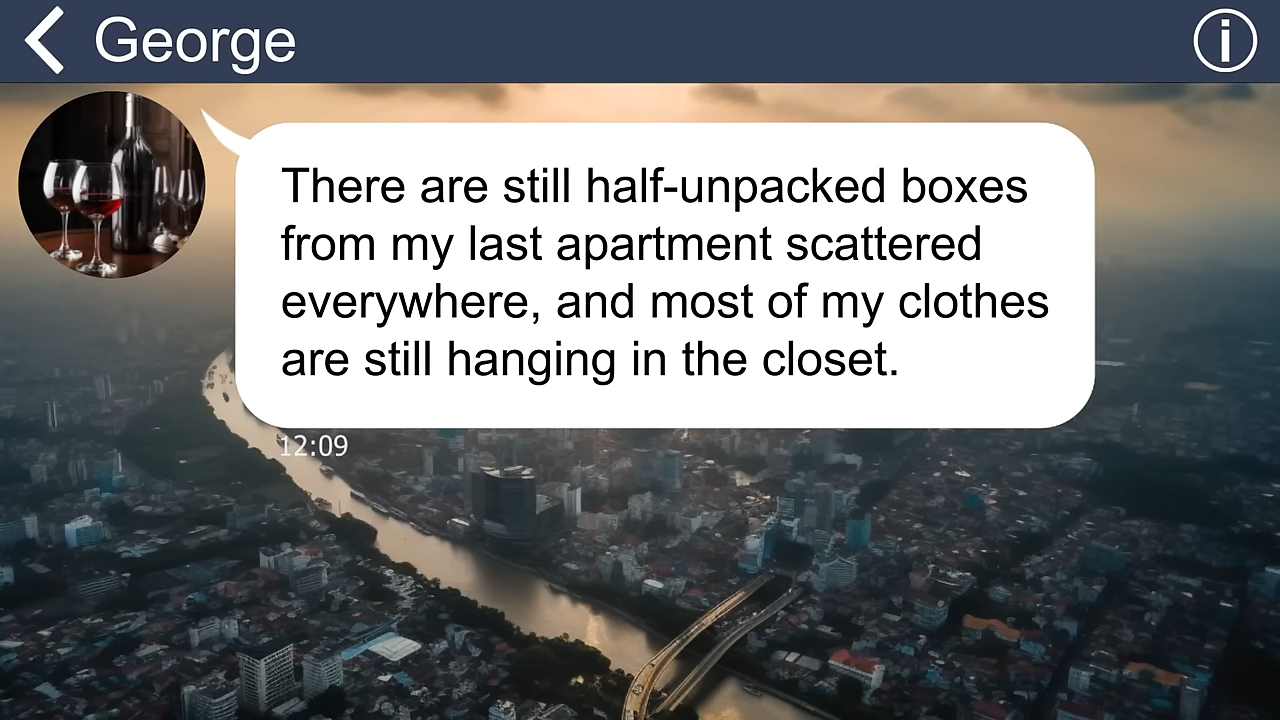 George
There are still half-unpacked boxes
from my last apartment scattered
everywhere, and most of my clothes
are still hanging in the closet.
12:09